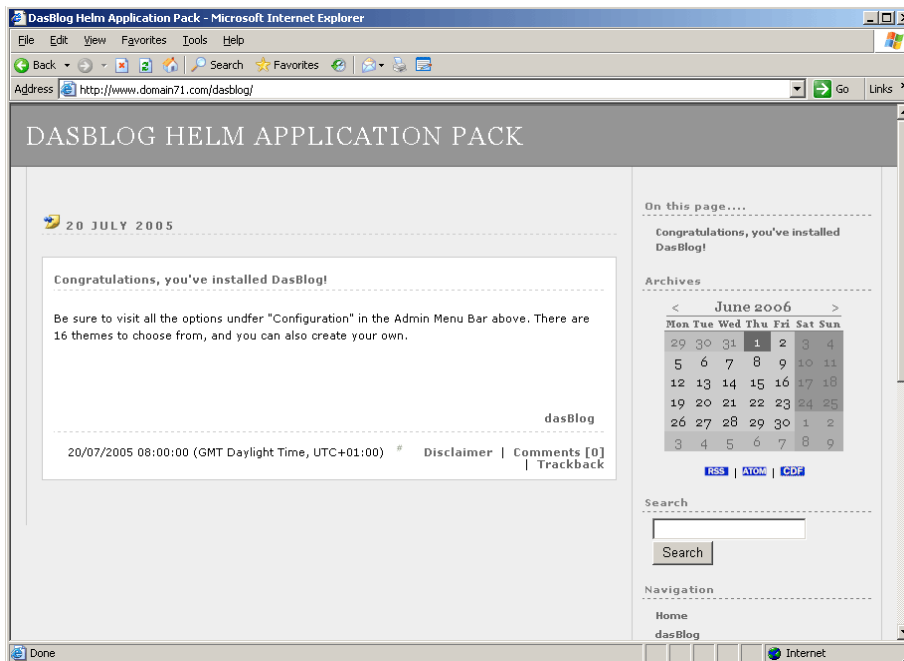 DasBlog Helm Application Pack - Microsoft Internet Explorer
File Edit View Favorites Tools Help
Back Search Favorites
Address http://www.domain71.com/dasblog/ Go Links
DASBLOG HELM APPLICATION PACK
20 JULY 2005
Congratulations, you've installed DasBlog!
Be sure to visit all the options undfer "Configuration" in the Admin Menu Bar above. There are
16 themes to choose from, and you can also create your own.
dasBlog
20/07/2005 08:00:00 (GMT Daylight Time, UTC+01:00) # Disclaimer | Comments [0]
| Trackback
On this page....
Congratulations, you've installed
DasBlog!
Archives
< June 2006 >
Mon Tue Wed Thu Fri Sat Sun
29 30 31 1 2 3 4
5 6 7 8 9 10 11
12 13 14 15 16 17 18
19 20 21 22 23 24 25
26 27 28 29 30 1 2
3 4 5 6 7 8 9
RSS | ATOM | CDF
Search
Search
Navigation
Home
dasBlog
Done Internet